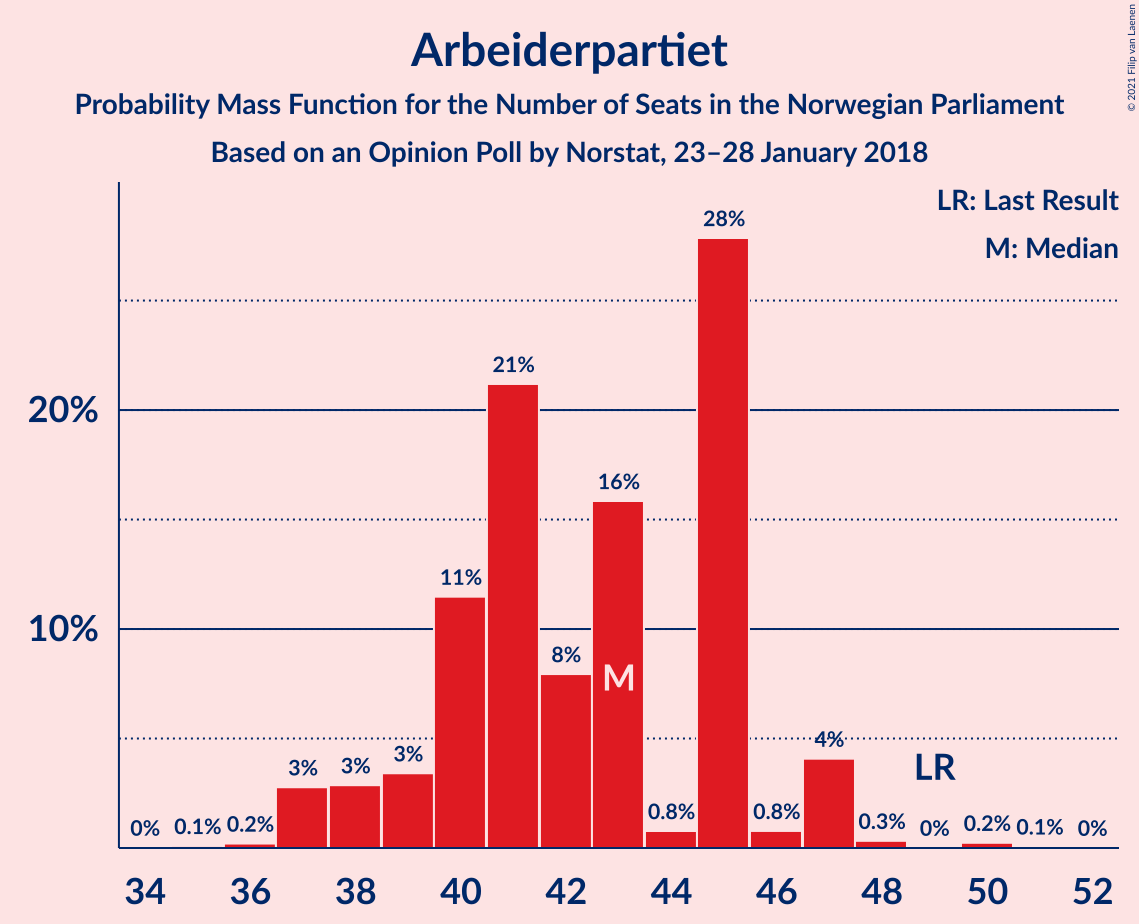 Arbeiderpartiet
Probability Mass Function for the Number of Seats in the Norwegian Parliament
Based on an Opinion Poll by Norstat, 23–28 January 2018
© 2021 Filip van Laenen
LR: Last Result
M: Median
20%
10%
0%
0.1%
0.2%
3%
3%
3%
11%
21%
8%
16%
M
0.8%
28%
0.8%
4%
0.3%
LR
0%
0.2%
0.1%
0%
34 36 38 40 42 44 46 48 50 52